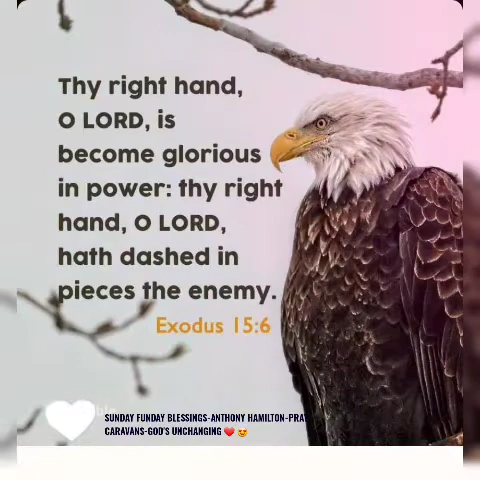 Thy right hand,
O LORD, is
become glorious
in power: thy right
hand, O LORD,
hath dashed in
pieces the enemy.
Exodus 15:6
SUNDAY FUNDAY BLESSINGS-ANTHONY HAMILTON-PRAY
CARAVANS-GOD'S UNCHANGING ❤️ 😍